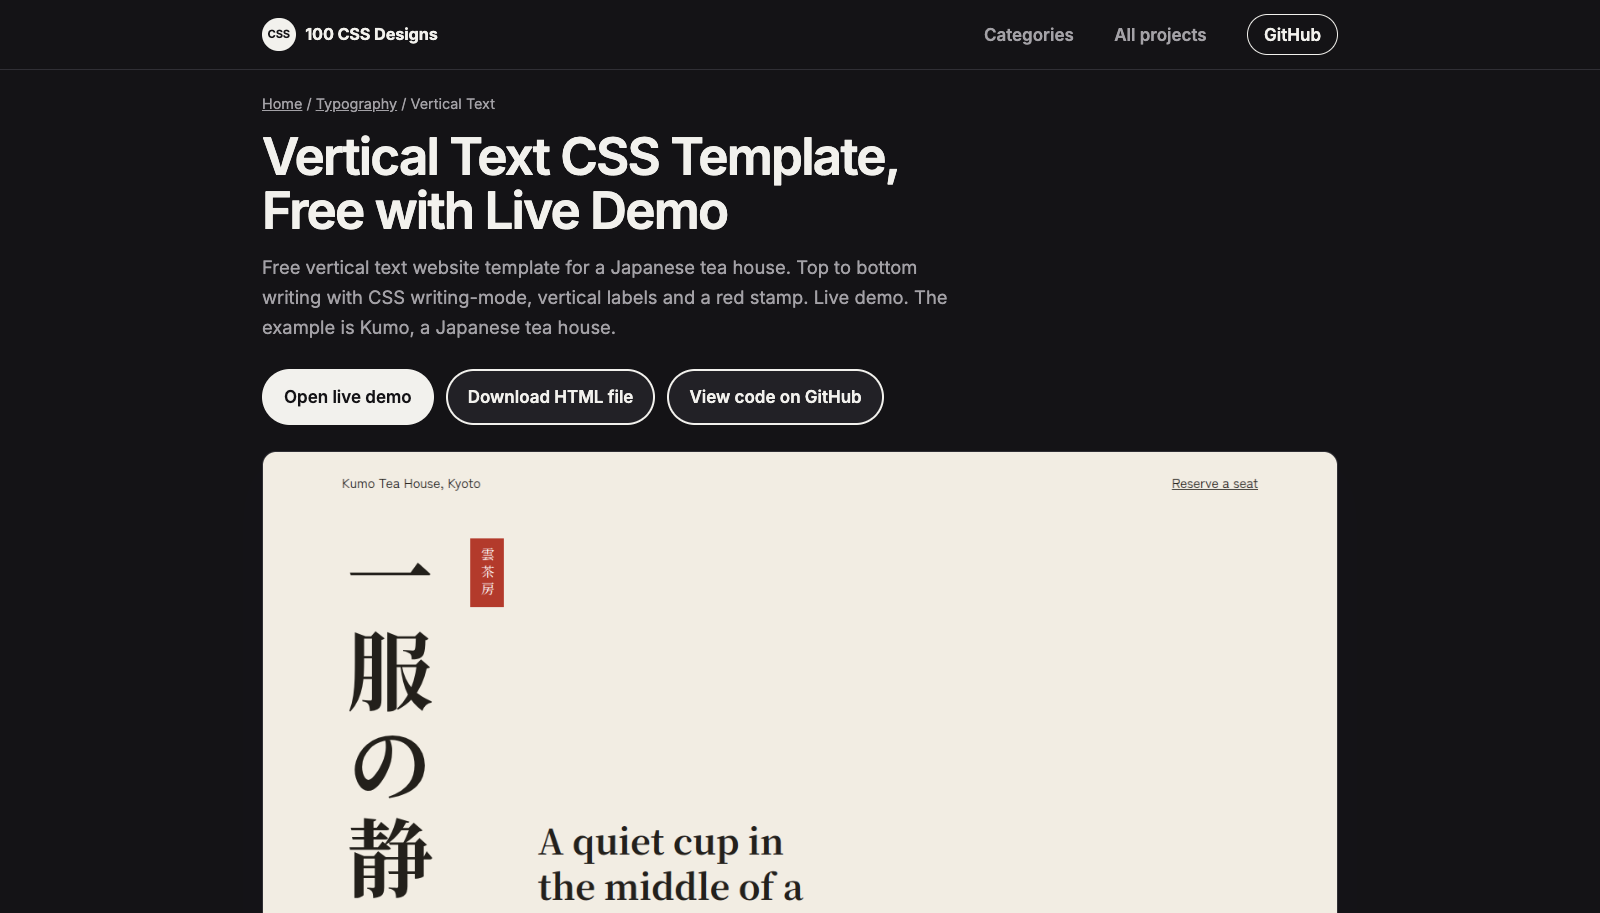 CSS 100 CSS Designs
Categories
All projects
GitHub
Home / Typography / Vertical Text
Vertical Text CSS Template,
Free with Live Demo
Free vertical text website template for a Japanese tea house. Top to bottom
writing with CSS writing-mode, vertical labels and a red stamp. Live demo. The
example is Kumo, a Japanese tea house.
Open live demo
Download HTML file
View code on GitHub
Kumo Tea House, Kyoto
Reserve a seat
一服の静
雲茶房
A quiet cup in
the middle of a